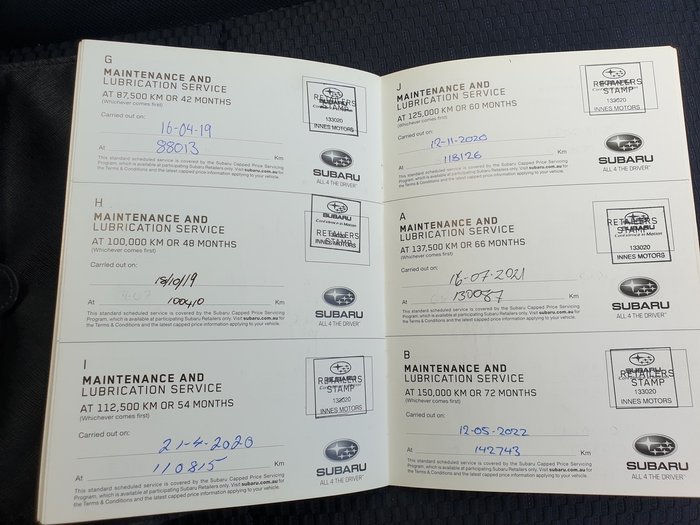 G
MAINTENANCE AND
LUBRICATION SERVICE
AT 87,500 KM OR 42 MONTHS
(Whichever comes first)
Carried out on:
16-04-19
At 88013 Km
This standard scheduled service is covered by the Subaru Capped Price Servicing
Program, which is available at participating Subaru Retailers only. Visit subaru.com.au for
the Terms & Conditions and the latest capped price information applying to your vehicle.
RETAILERS
STAMP
SUBARU
133020
INNES MOTORS
SUBARU
ALL 4 THE DRIVER
H
MAINTENANCE AND
LUBRICATION SERVICE
AT 100,000 KM OR 48 MONTHS
(Whichever comes first)
Carried out on:
15/10/19
At 100410 Km
This standard scheduled service is covered by the Subaru Capped Price Servicing
Program, which is available at participating Subaru Retailers only. Visit subaru.com.au for
the Terms & Conditions and the latest capped price information applying to your vehicle.
SUBARU
Confidence in Motion
RETAILERS
STAMP
INNES MOTORS
SUBARU
ALL 4 THE DRIVER
I
MAINTENANCE AND
LUBRICATION SERVICE
AT 112,500 KM OR 54 MONTHS
(Whichever comes first)
Carried out on:
21-4-2020
At 110815 Km
This standard scheduled service is covered by the Subaru Capped Price Servicing
Program, which is available at participating Subaru Retailers only. Visit subaru.com.au for
the Terms & Conditions and the latest capped price information applying to your vehicle.
RETAILERS
STAMP
INNES MOTORS
SUBARU
ALL 4 THE DRIVER
J
MAINTENANCE AND
LUBRICATION SERVICE
AT 125,000 KM OR 60 MONTHS
(Whichever comes first)
Carried out on:
12-11-2020
At 118126 Km
This standard scheduled service is covered by the Subaru Capped Price Servicing
Program, which is available at participating Subaru Retailers only. Visit subaru.com.au for
the Terms & Conditions and the latest capped price information applying to your vehicle.
RETAILERS
STAMP
133020
INNES MOTORS
SUBARU
ALL 4 THE DRIVER
A
MAINTENANCE AND
LUBRICATION SERVICE
AT 137,500 KM OR 66 MONTHS
(Whichever comes first)
Carried out on:
16-07-2021
At 130087 Km
This standard scheduled service is covered by the Subaru Capped Price Servicing
Program, which is available at participating Subaru Retailers only. Visit subaru.com.au for
the Terms & Conditions and the latest capped price information applying to your vehicle.
RETAILERS
STAMP
133020
INNES MOTORS
SUBARU
ALL 4 THE DRIVER
B
MAINTENANCE AND
LUBRICATION SERVICE
AT 150,000 KM OR 72 MONTHS
(Whichever comes first)
Carried out on:
12-05-2022
At 142743 Km
This standard scheduled service is covered by the Subaru Capped Price Servicing
Program, which is available at participating Subaru Retailers only. Visit subaru.com.au for
the Terms & Conditions and the latest capped price information applying to your vehicle.
RETAILERS
STAMP
133020
INNES MOTORS
SUBARU
ALL 4 THE DRIVER